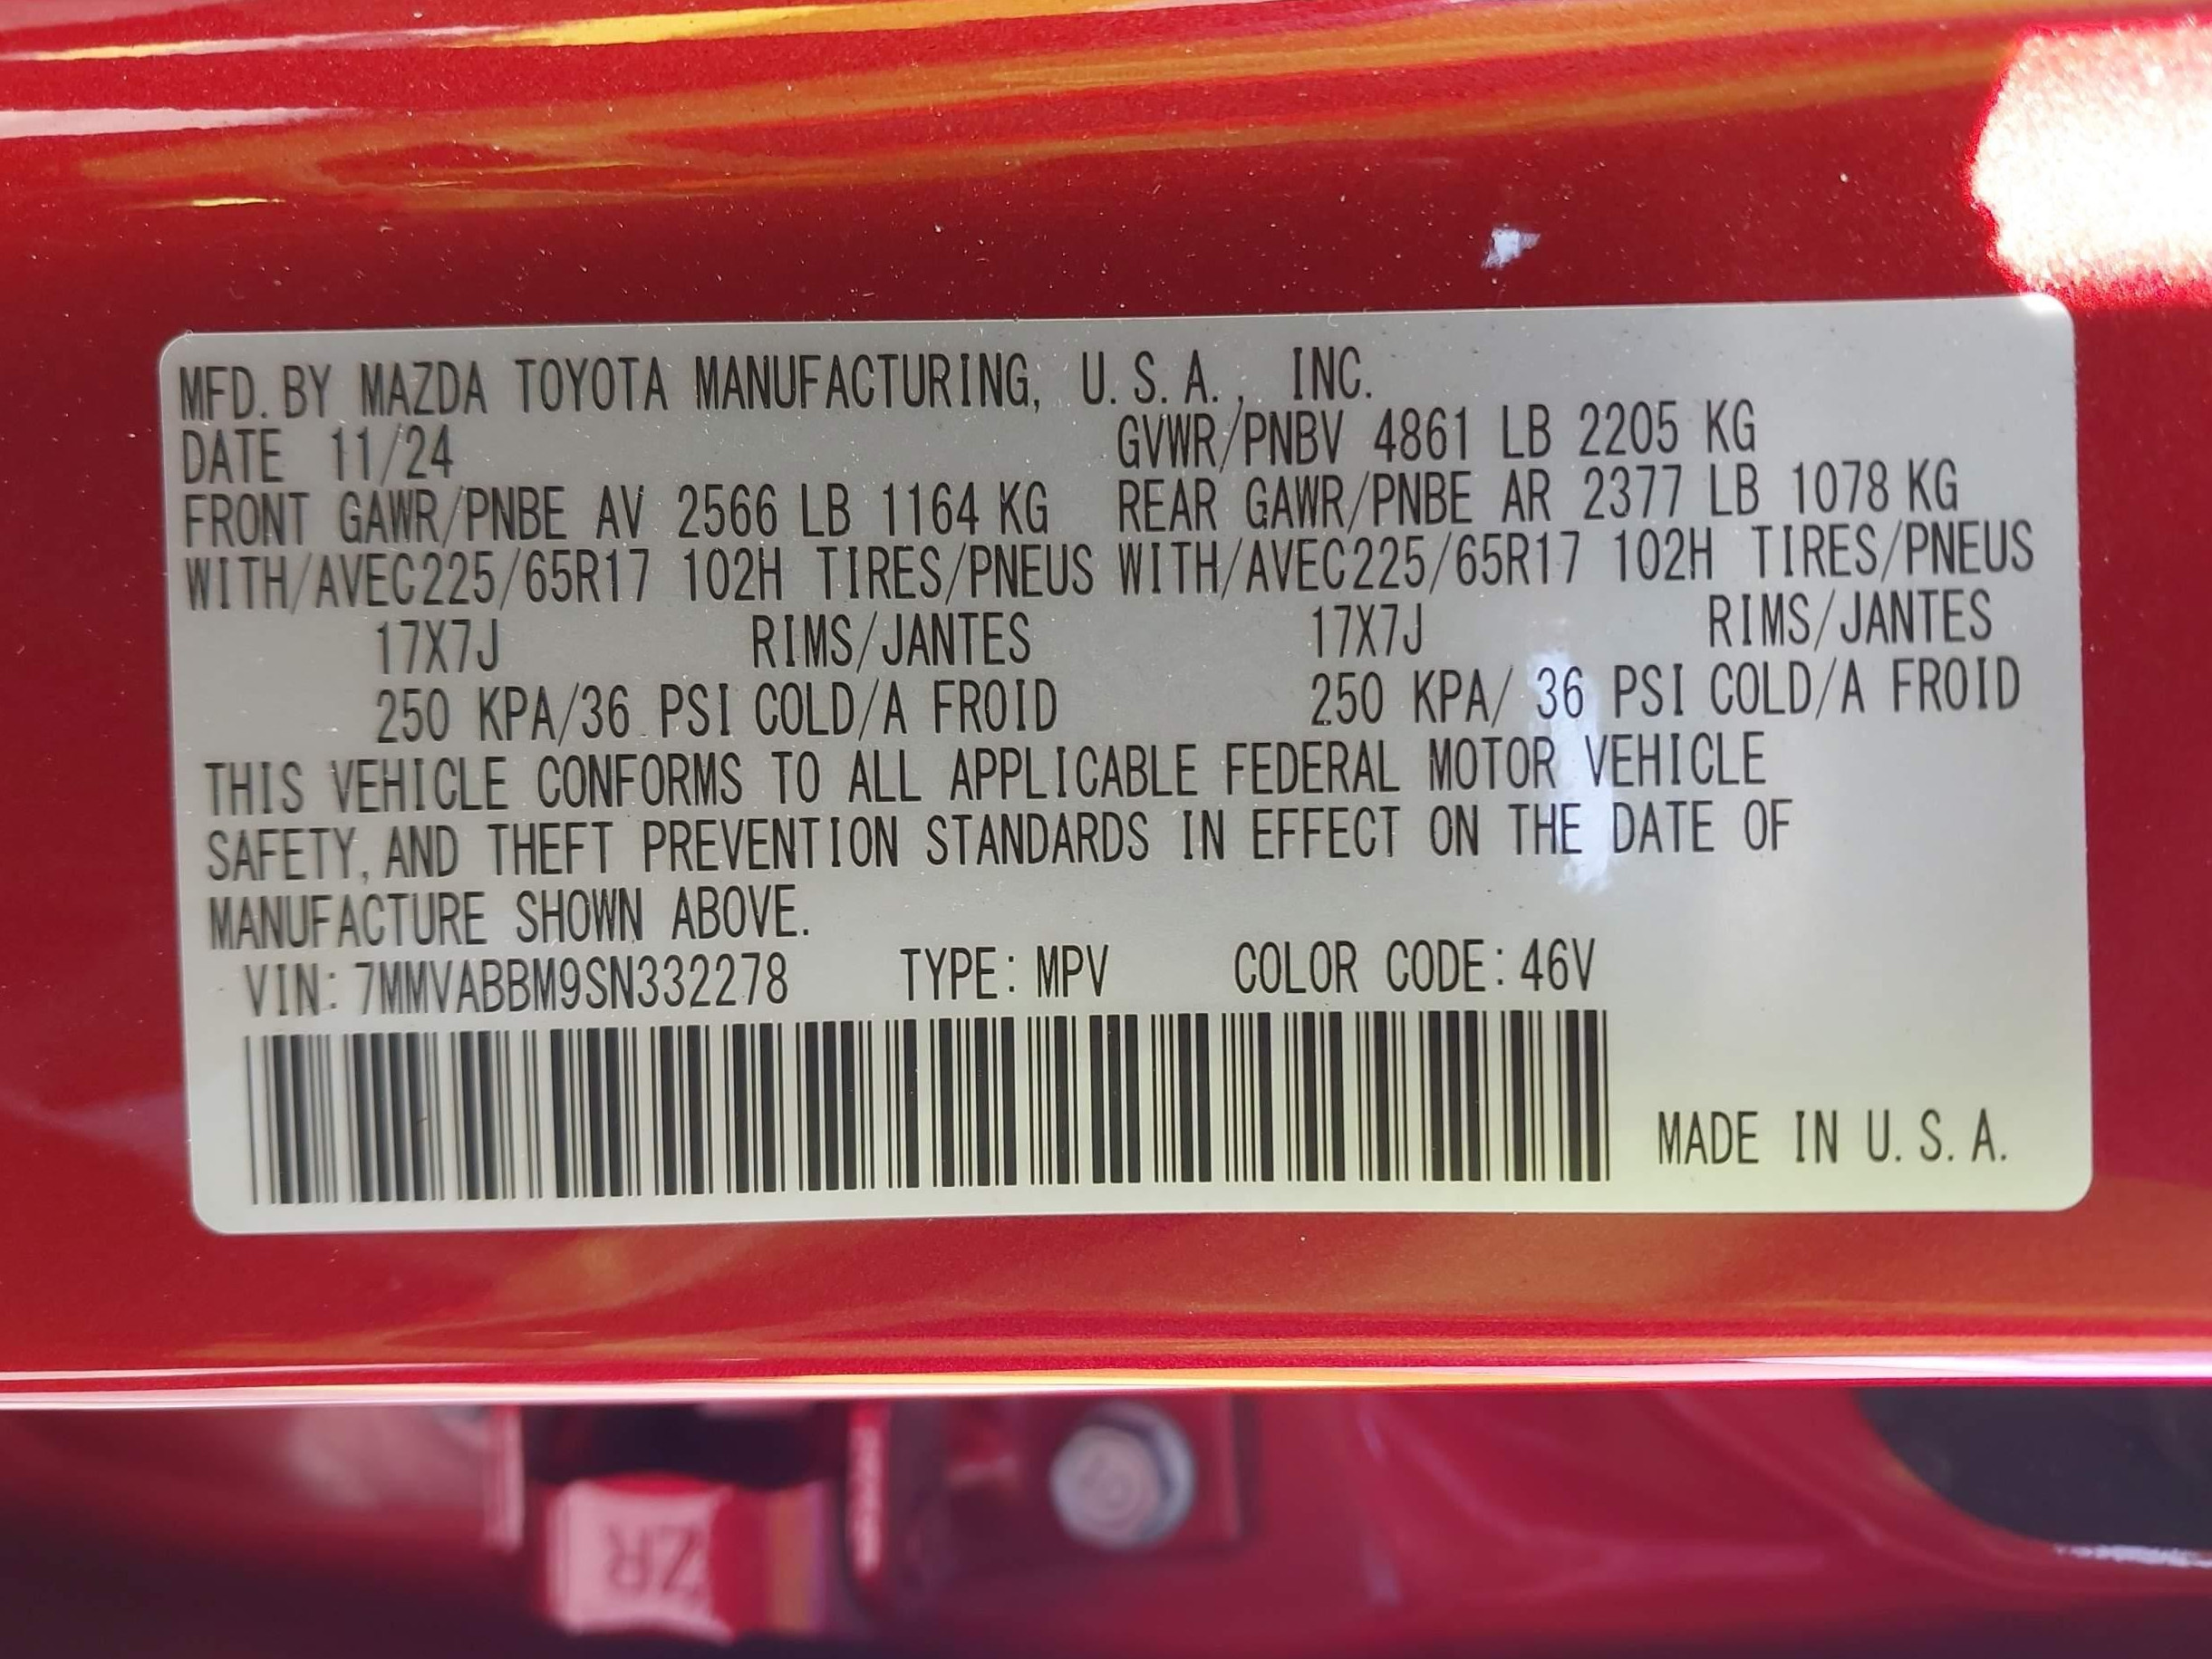 MFD. BY MAZDA TOYOTA MANUFACTURING, U.S.A., INC.
DATE 11/24 GVWR/PNBV 4861 LB 2205 KG
FRONT GAWR/PNBE AV 2566 LB 1164 KG REAR GAWR/PNBE AR 2377 LB 1078 KG
WITH/AVEC225/65R17 102H TIRES/PNEUS WITH/AVEC225/65R17 102H TIRES/PNEUS
17X7J RIMS/JANTES 17X7J RIMS/JANTES
250 KPA/36 PSI COLD/A FROID 250 KPA/ 36 PSI COLD/A FROID
THIS VEHICLE CONFORMS TO ALL APPLICABLE FEDERAL MOTOR VEHICLE
SAFETY, AND THEFT PREVENTION STANDARDS IN EFFECT ON THE DATE OF
MANUFACTURE SHOWN ABOVE.
VIN: 7MMVABBM9SN332278 TYPE: MPV COLOR CODE: 46V
MADE IN U.S.A.